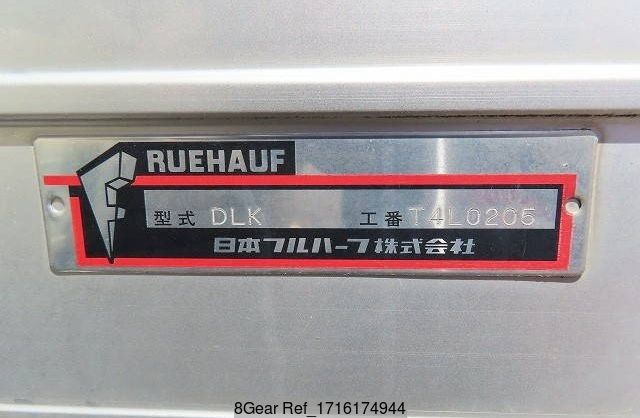 RUEHAUF
型式 DLK 工番 T4L0205
日本フルハーフ株式会社
8Gear Ref_1716174944